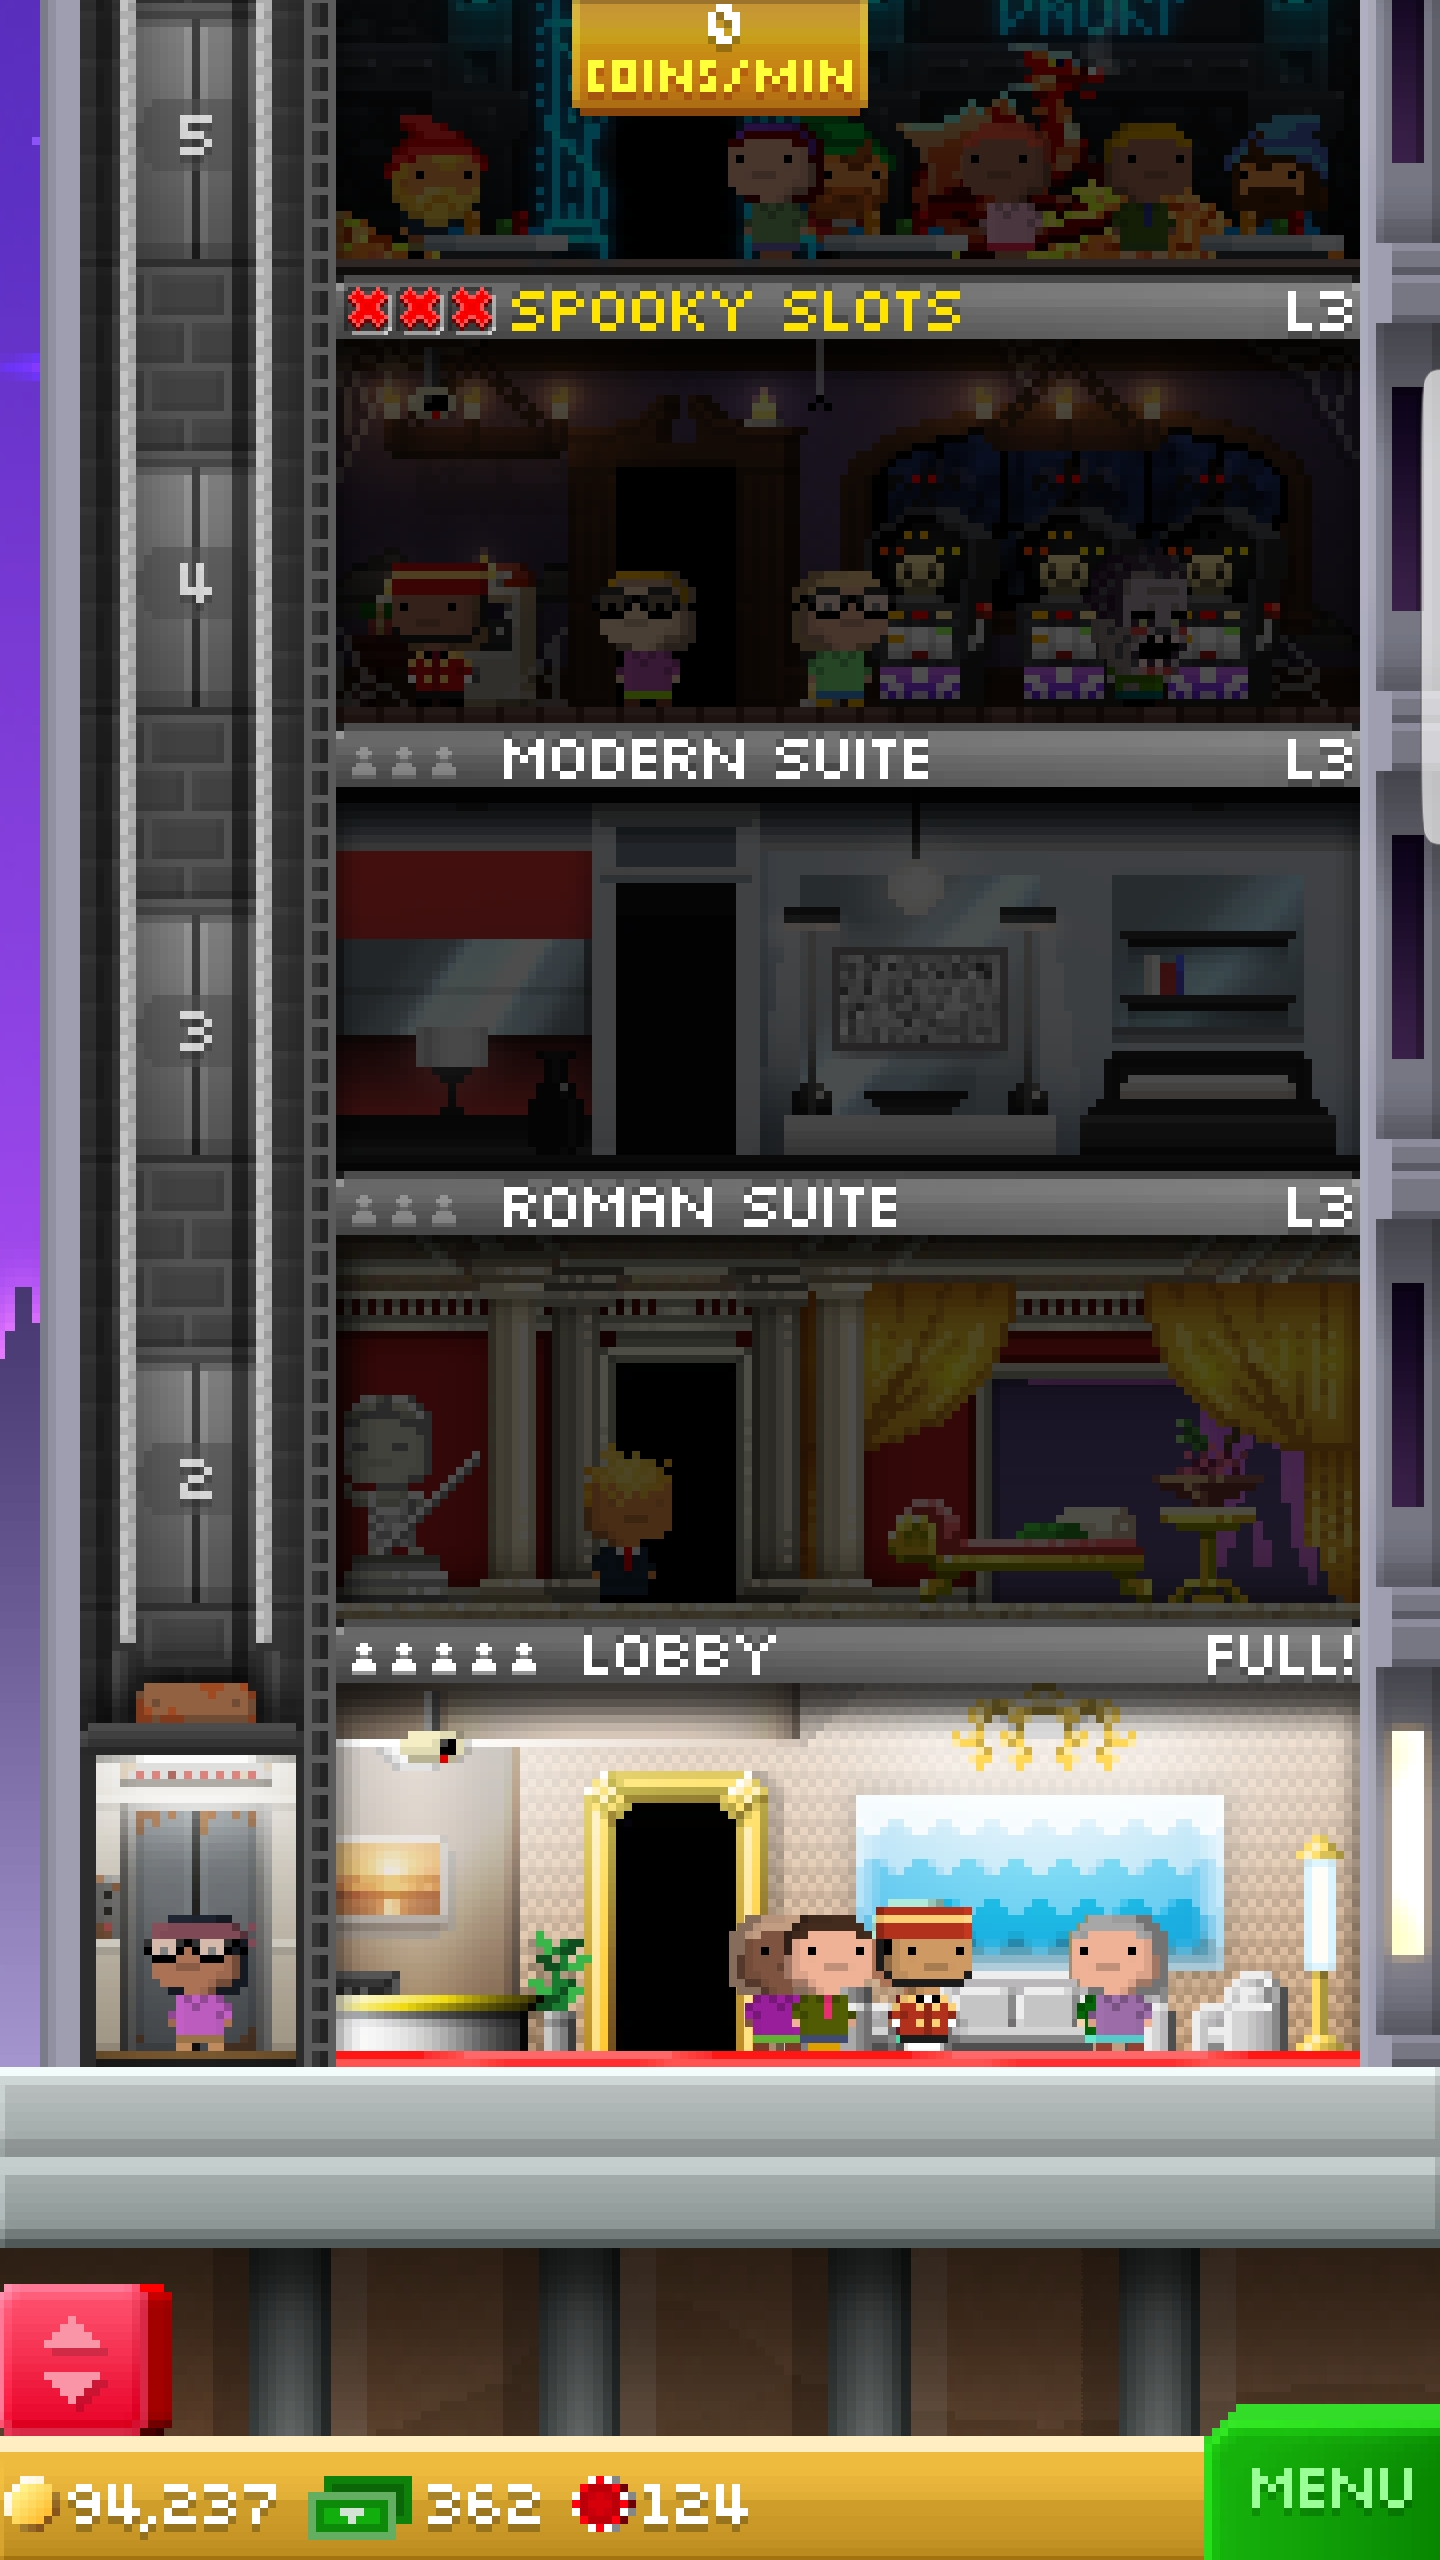 0
COINS/MIN
5
SPOOKY SLOTS L3
4
MODERN SUITE L3
3
ROMAN SUITE L3
2
LOBBY FULL!
94,237 362 124
MENU